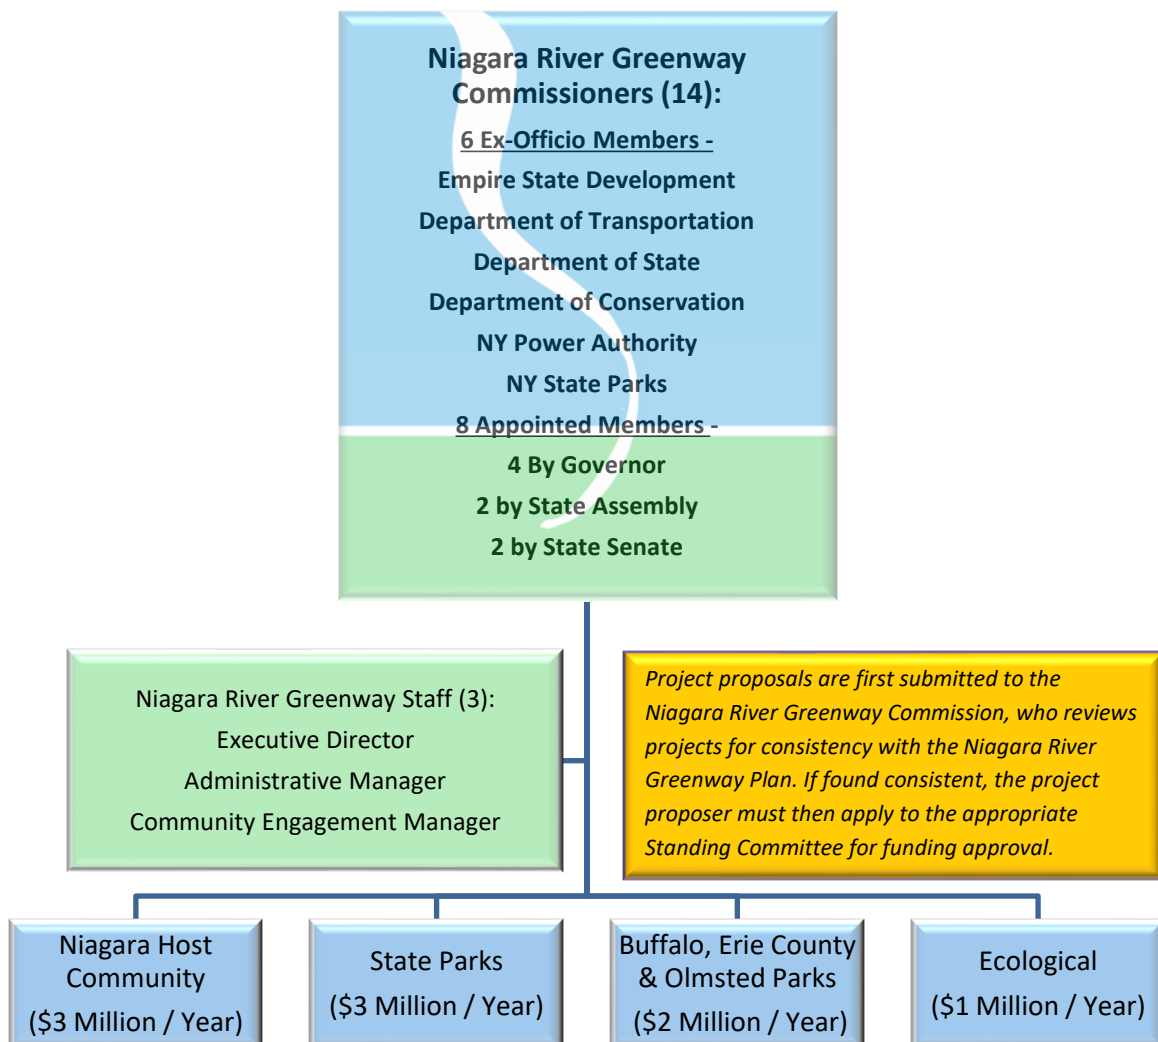 Niagara River Greenway
Commissioners (14):
6 Ex-Officio Members -
Empire State Development
Department of Transportation
Department of State
Department of Conservation
NY Power Authority
NY State Parks
8 Appointed Members -
4 By Governor
2 by State Assembly
2 by State Senate
Niagara River Greenway Staff (3):
Executive Director
Administrative Manager
Community Engagement Manager
Project proposals are first submitted to the
Niagara River Greenway Commission, who reviews
projects for consistency with the Niagara River
Greenway Plan. If found consistent, the project
proposer must then apply to the appropriate
Standing Committee for funding approval.
Niagara Host
Community
($3 Million / Year)
State Parks
($3 Million / Year)
Buffalo, Erie County
& Olmsted Parks
($2 Million / Year)
Ecological
($1 Million / Year)